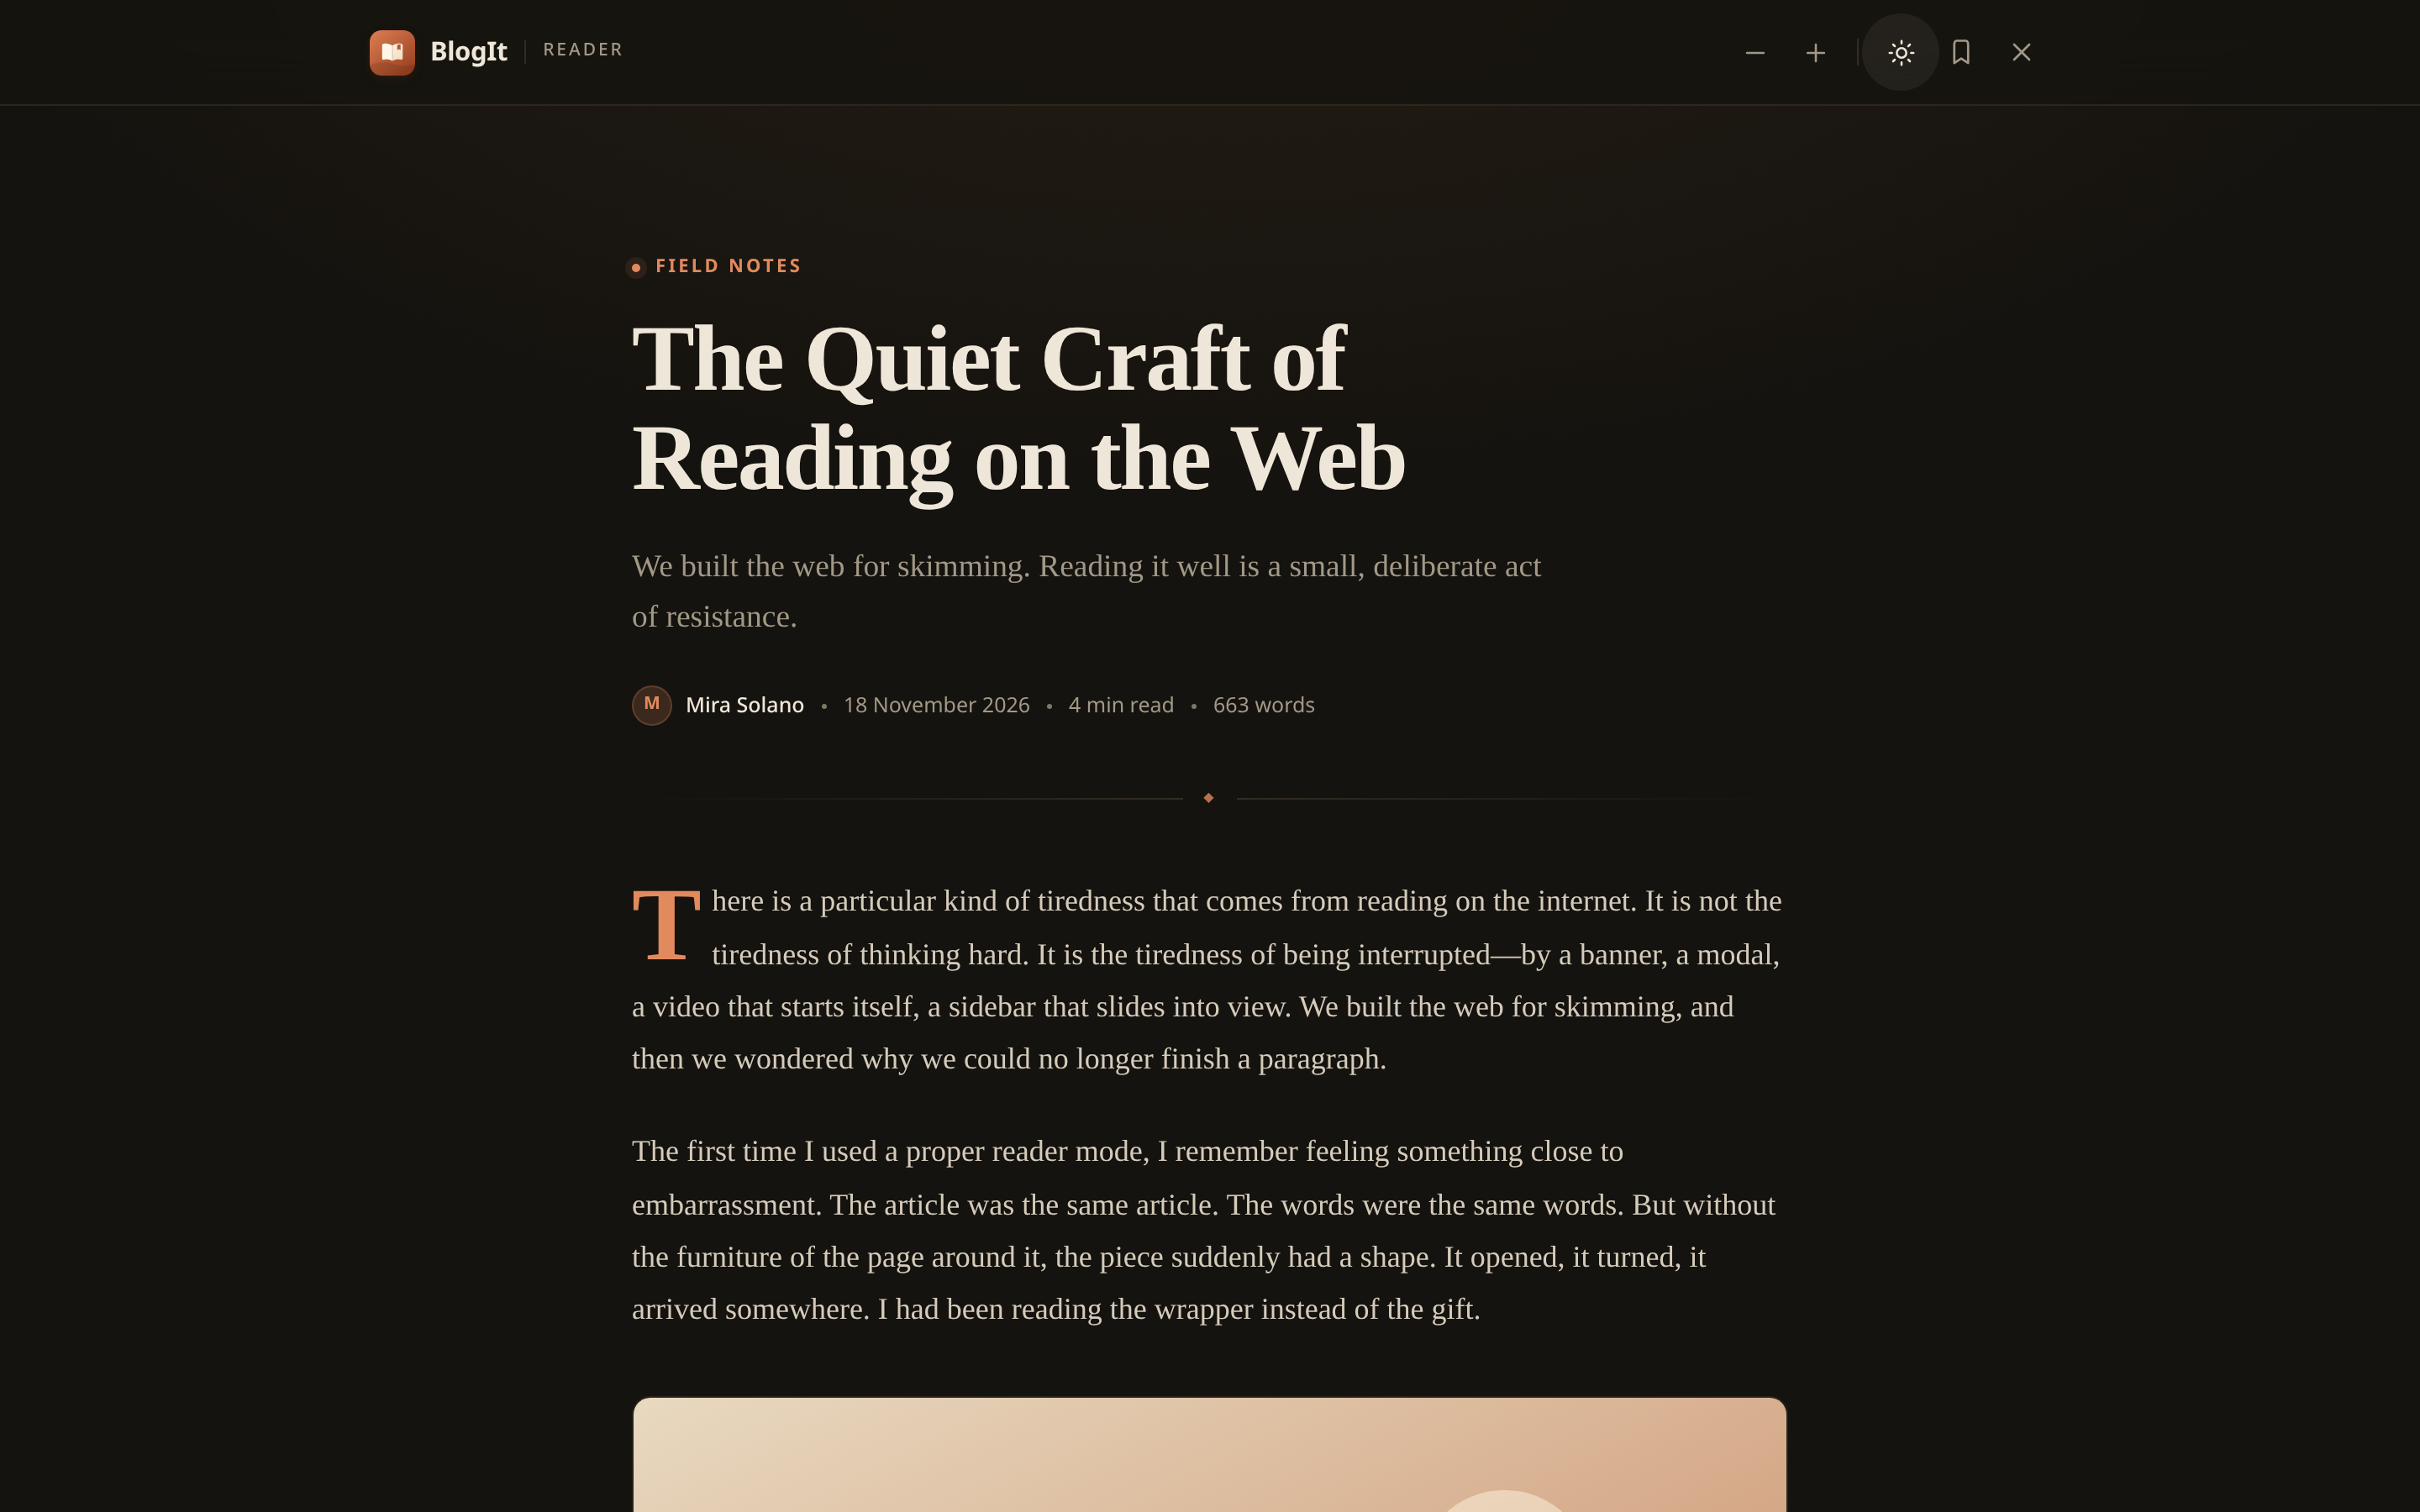 BlogIt
READER
FIELD NOTES
The Quiet Craft of
Reading on the Web
We built the web for skimming. Reading it well is a small, deliberate act
of resistance.
M Mira Solano • 18 November 2026 • 4 min read • 663 words
There is a particular kind of tiredness that comes from reading on the internet. It is not the
tiredness of thinking hard. It is the tiredness of being interrupted—by a banner, a modal,
a video that starts itself, a sidebar that slides into view. We built the web for skimming, and
then we wondered why we could no longer finish a paragraph.
The first time I used a proper reader mode, I remember feeling something close to
embarrassment. The article was the same article. The words were the same words. But without
the furniture of the page around it, the piece suddenly had a shape. It opened, it turned, it
arrived somewhere. I had been reading the wrapper instead of the gift.